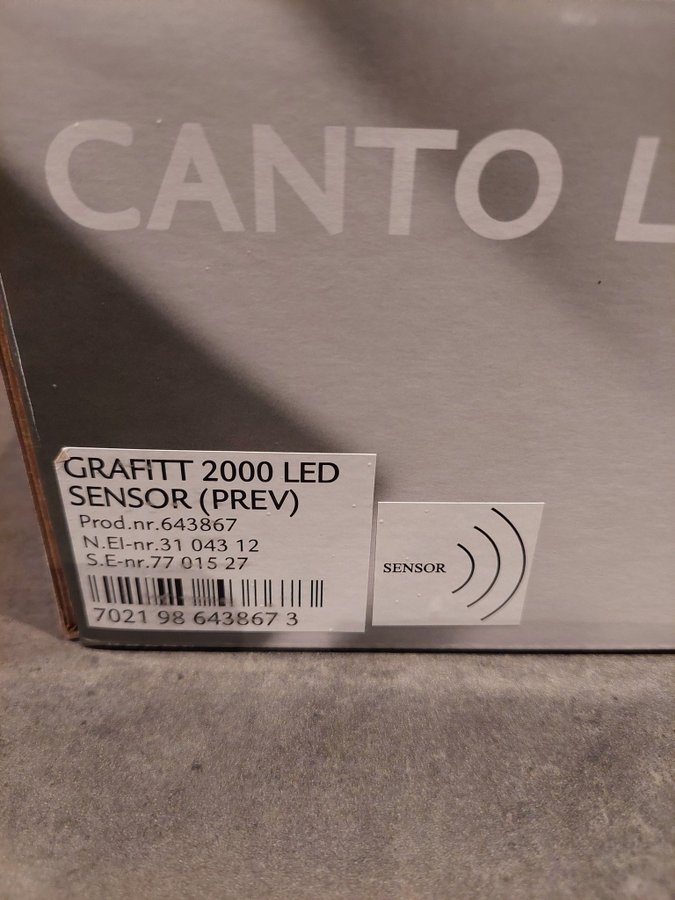 CANTO L
GRAFITT 2000 LED
SENSOR (PREV)
Prod.nr.643867
N.El-nr.31 043 12
S.E-nr.77 015 27
7021 98 643867 3
SENSOR